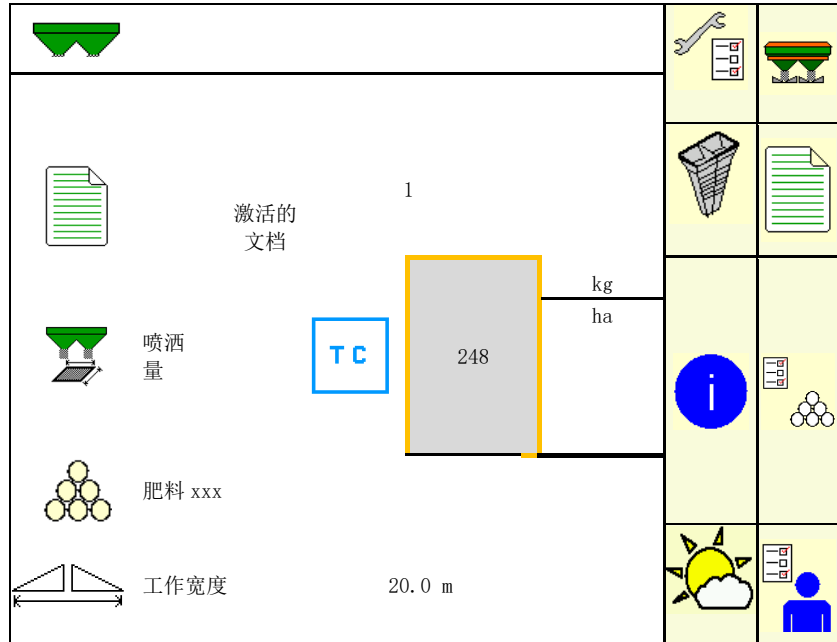 1
激活的
文档
kg
ha
喷洒
量
TC
248
i
肥料 xxx
工作宽度
20.0 m